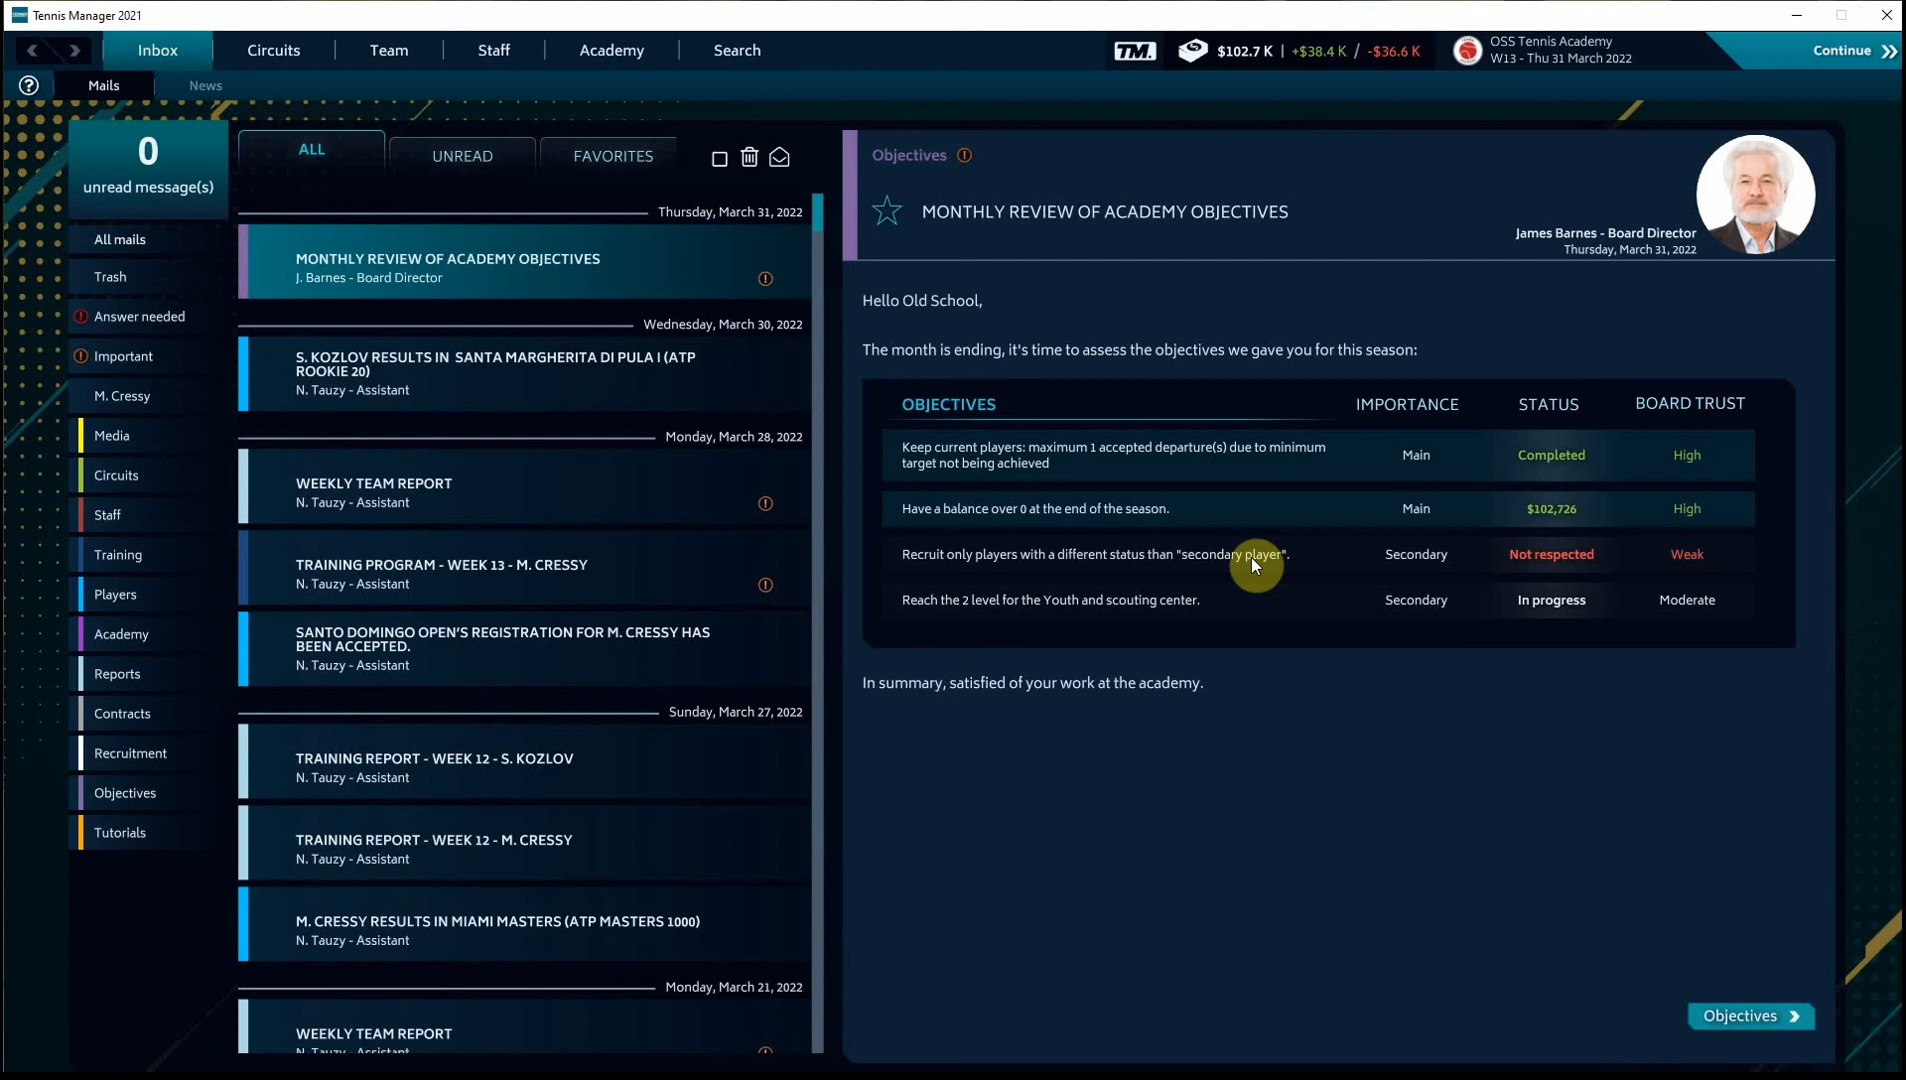 Tennis Manager 2021
Inbox
Circuits
Team
Staff
Academy
Search
TM.
$102.7 K | +$38.4 K / -$36.6 K
OSS Tennis Academy
W13 - Thu 31 March 2022
Continue
Mails
News
0
unread message(s)
All mails
Trash
Answer needed
Important
M. Cressy
Media
Circuits
Staff
Training
Players
Academy
Reports
Contracts
Recruitment
Objectives
Tutorials
ALL
UNREAD
FAVORITES
Thursday, March 31, 2022
MONTHLY REVIEW OF ACADEMY OBJECTIVES
J. Barnes - Board Director
Wednesday, March 30, 2022
S. KOZLOV RESULTS IN SANTA MARGHERITA DI PULA I (ATP
ROOKIE 20)
N. Tauzy - Assistant
Monday, March 28, 2022
WEEKLY TEAM REPORT
N. Tauzy - Assistant
TRAINING PROGRAM - WEEK 13 - M. CRESSY
N. Tauzy - Assistant
SANTO DOMINGO OPEN'S REGISTRATION FOR M. CRESSY HAS
BEEN ACCEPTED.
N. Tauzy - Assistant
Sunday, March 27, 2022
TRAINING REPORT - WEEK 12 - S. KOZLOV
N. Tauzy - Assistant
TRAINING REPORT - WEEK 12 - M. CRESSY
N. Tauzy - Assistant
M. CRESSY RESULTS IN MIAMI MASTERS (ATP MASTERS 1000)
N. Tauzy - Assistant
Monday, March 21, 2022
WEEKLY TEAM REPORT
N. Tauzy - Assistant
Objectives
MONTHLY REVIEW OF ACADEMY OBJECTIVES
James Barnes - Board Director
Thursday, March 31, 2022
Hello Old School,
The month is ending, it's time to assess the objectives we gave you for this season:
OBJECTIVES IMPORTANCE STATUS BOARD TRUST
Keep current players: maximum 1 accepted departure(s) due to minimum
target not being achieved
Main Completed High
Have a balance over 0 at the end of the season. Main $102,726 High
Recruit only players with a different status than "secondary player". Secondary Not respected Weak
Reach the 2 level for the Youth and scouting center. Secondary In progress Moderate
In summary, satisfied of your work at the academy.
Objectives